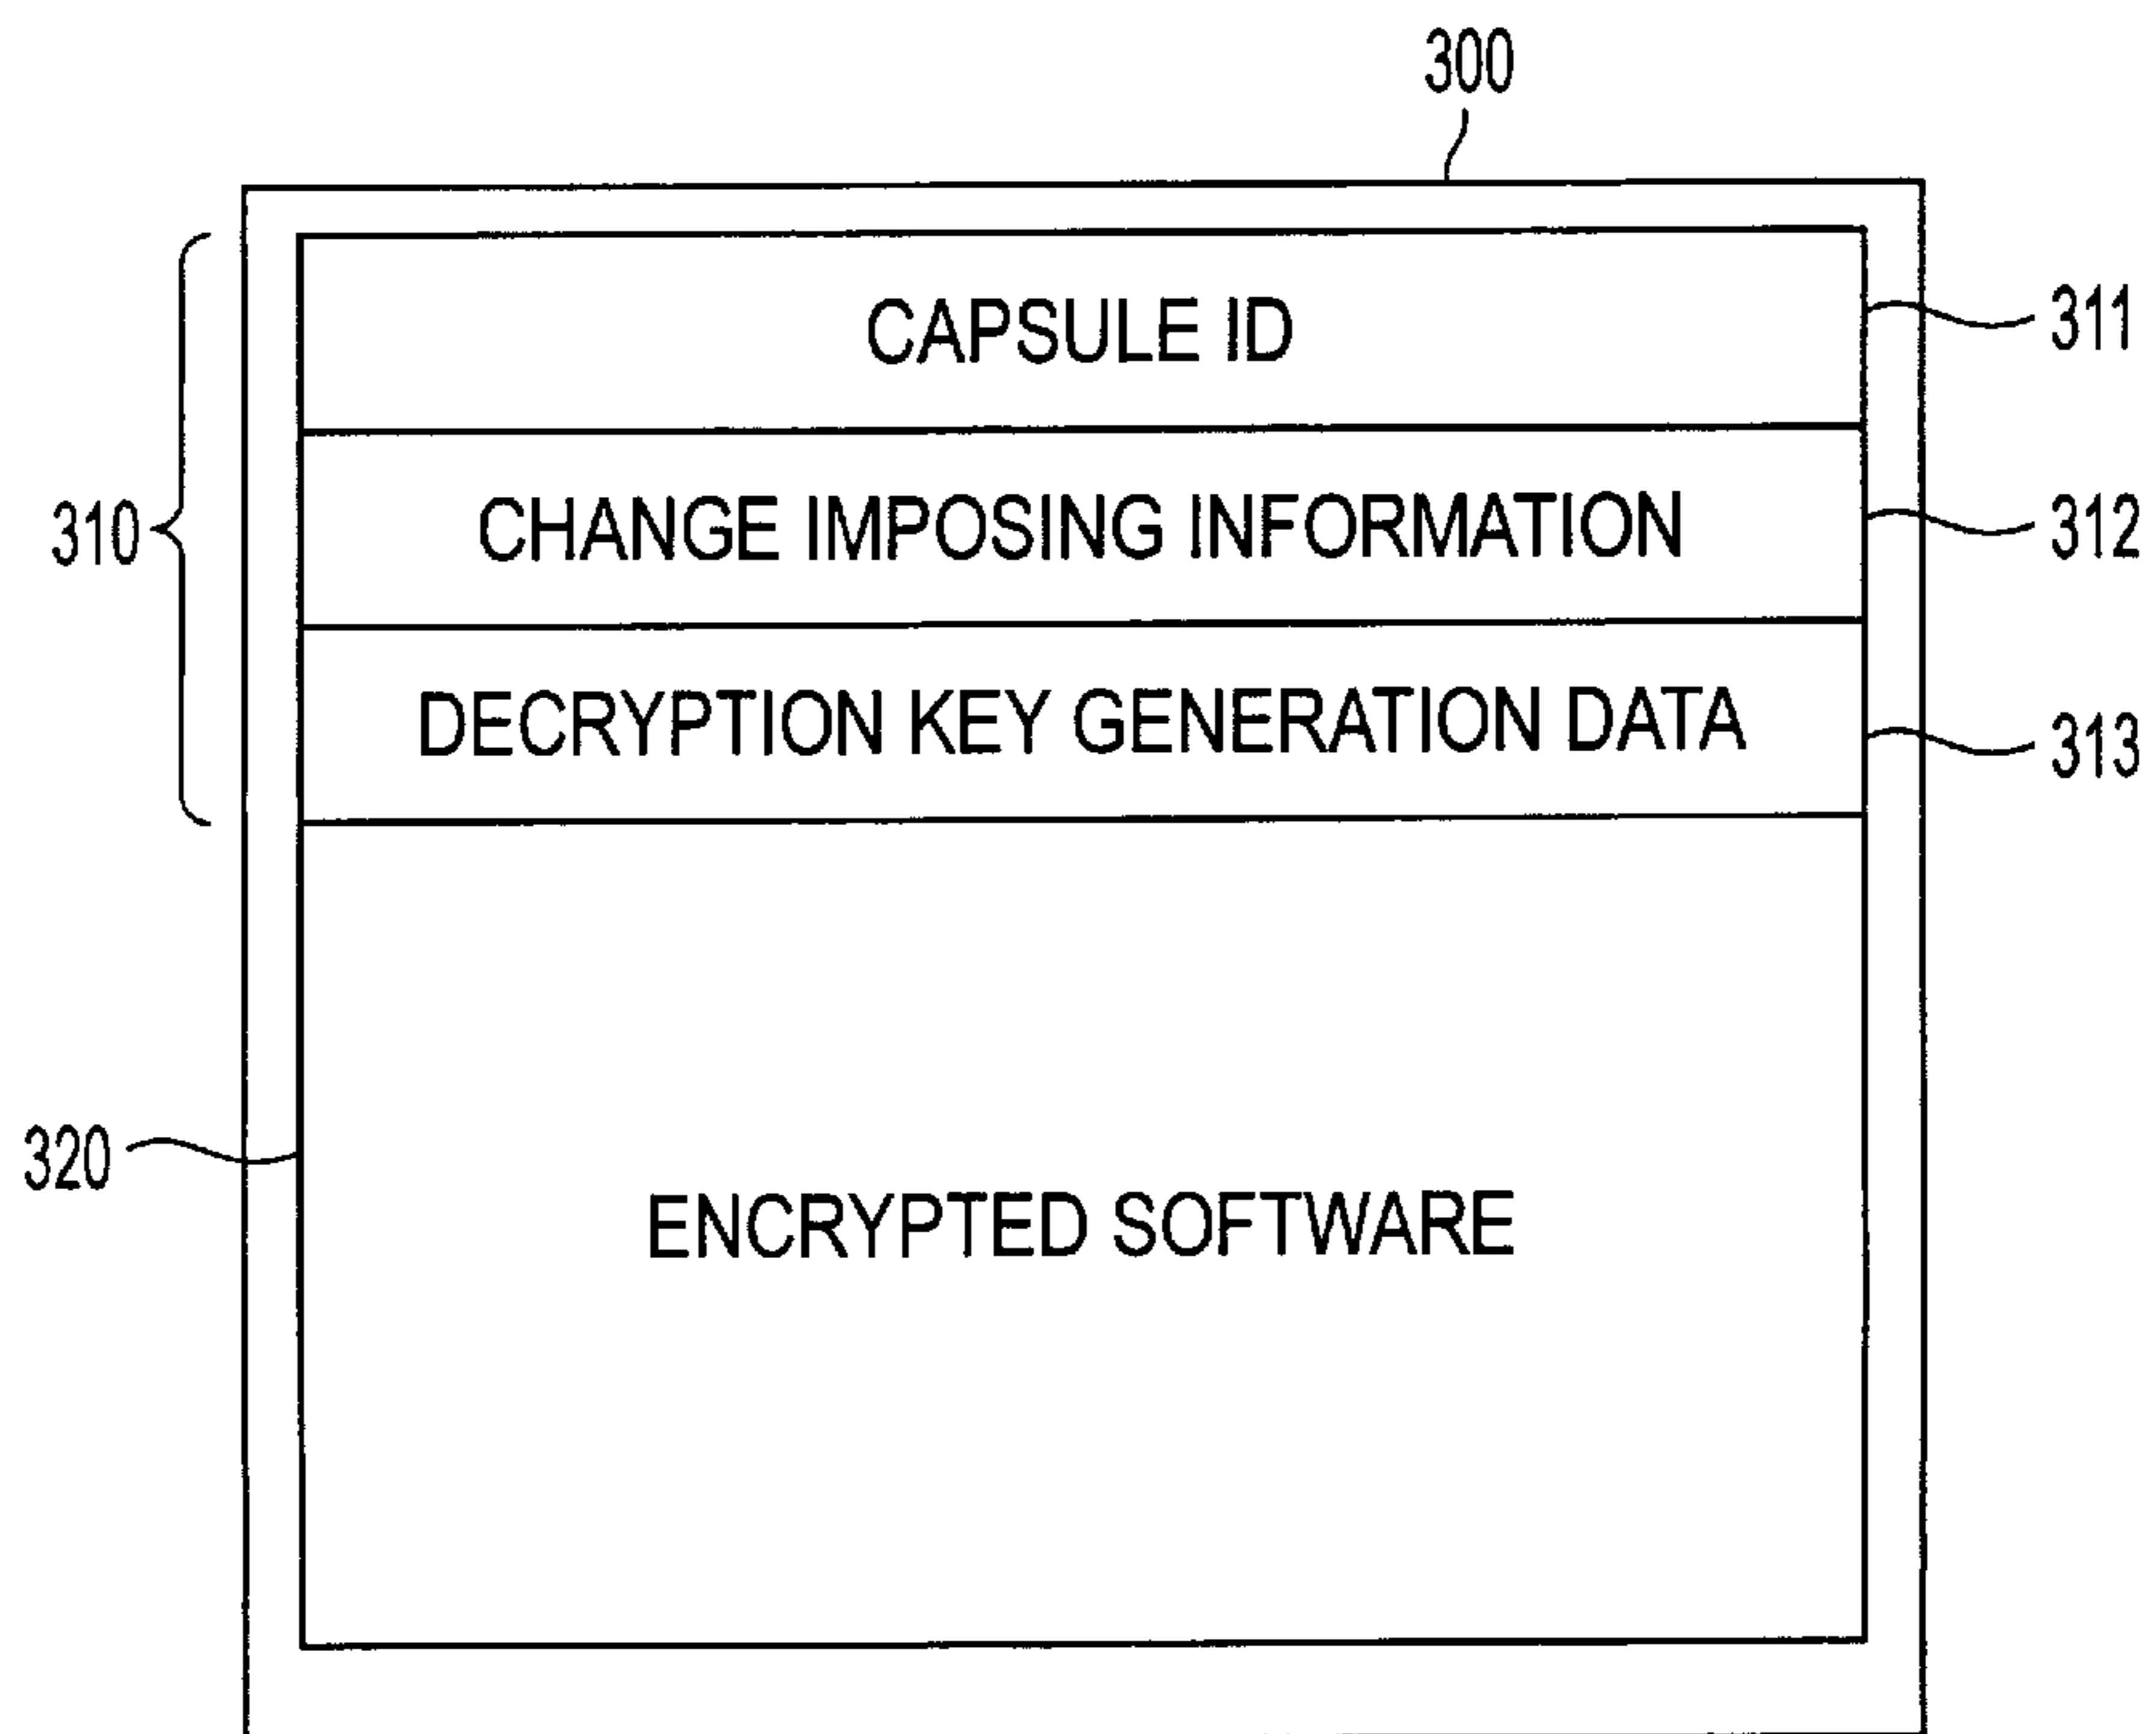 300
CAPSULE ID
311
310
CHANGE IMPOSING INFORMATION
312
DECRYPTION KEY GENERATION DATA
313
320
ENCRYPTED SOFTWARE